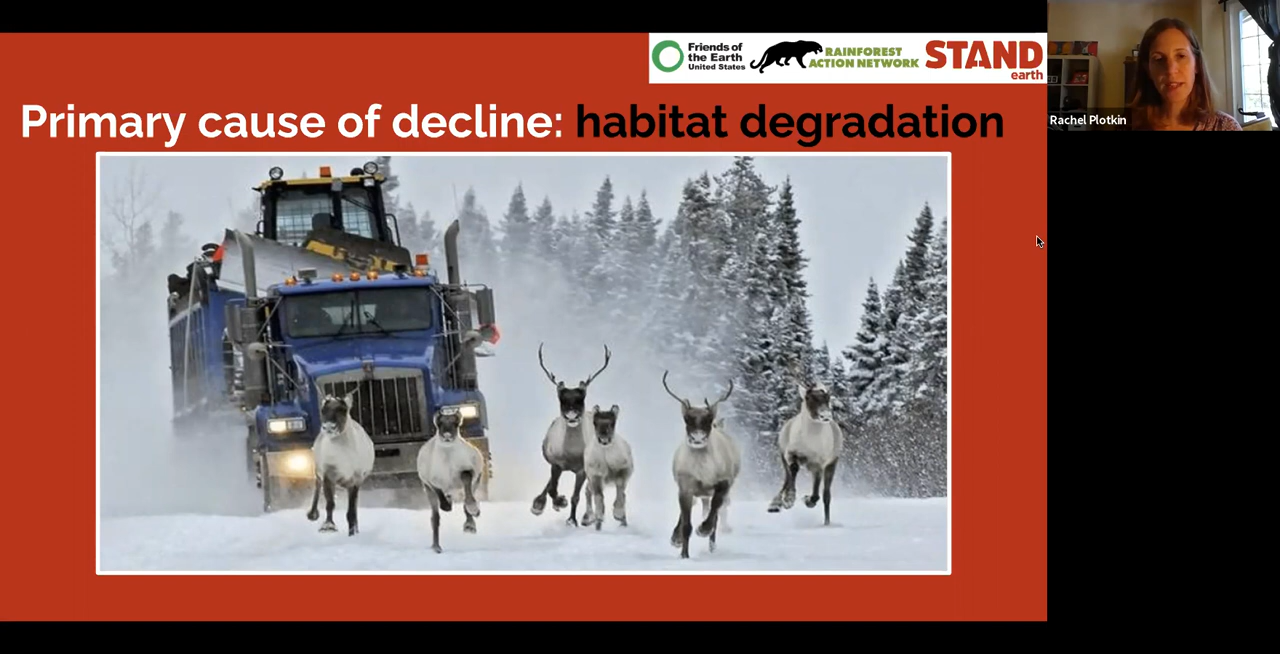 Friends of
the Earth
United States
RAINFOREST
ACTION NETWORK
STAND
earth
Primary cause of decline: habitat degradation
Rachel Plotkin